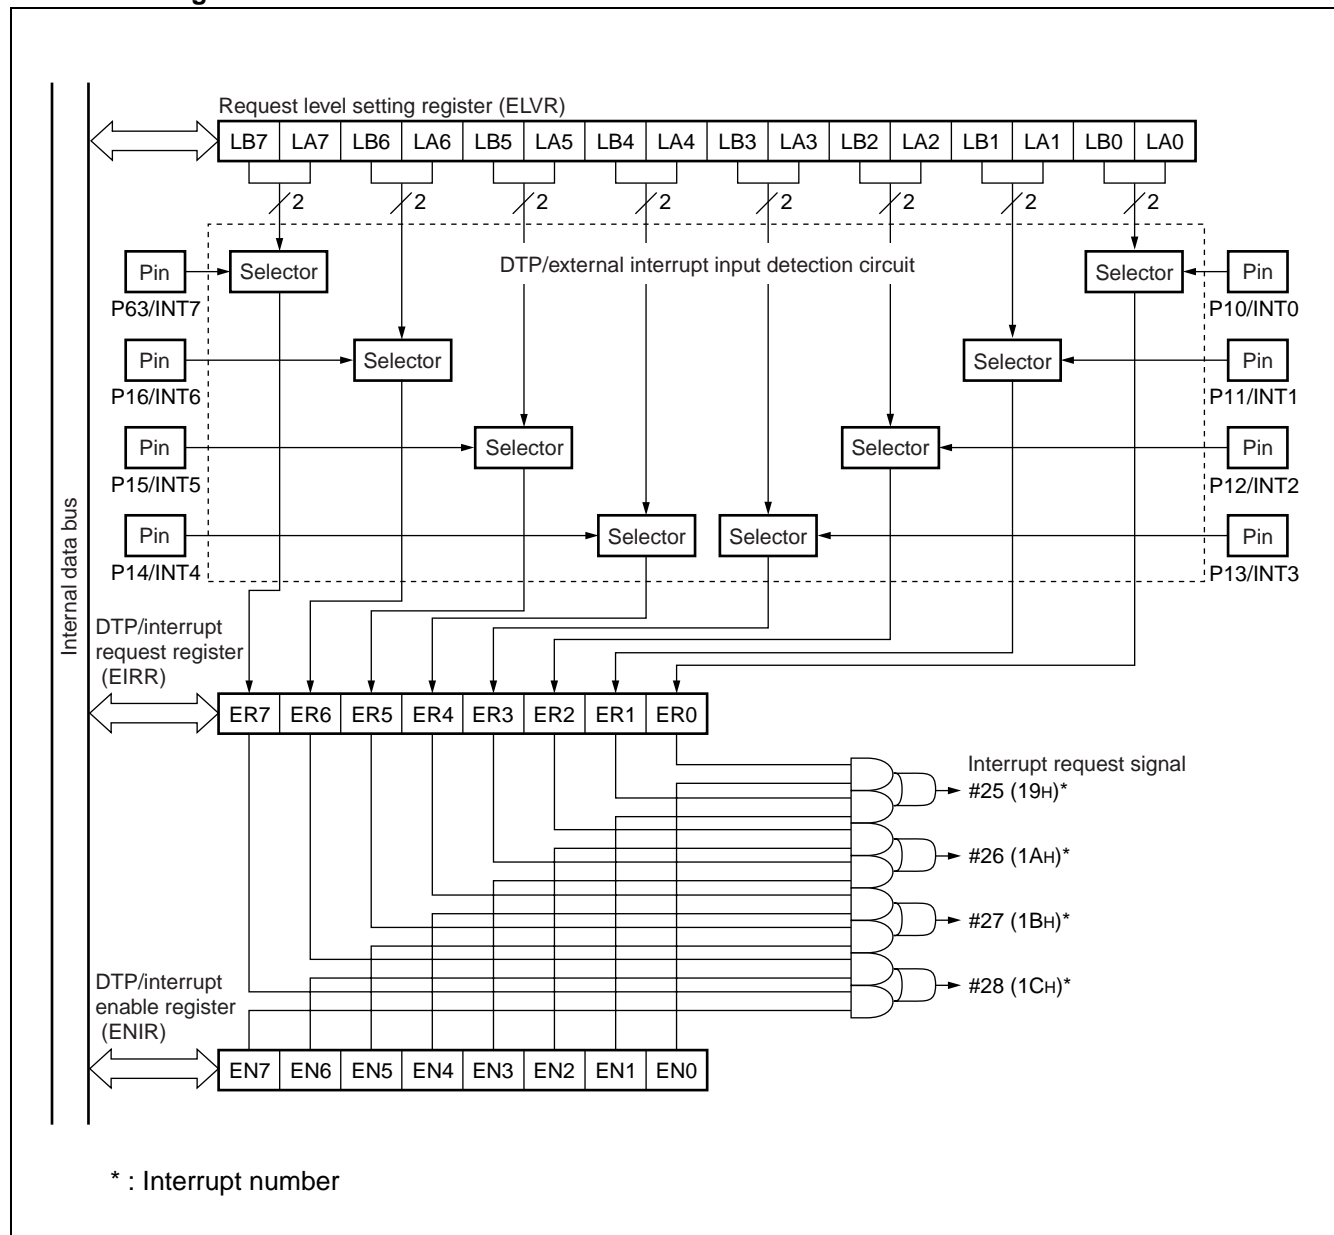 Request level setting register (ELVR)
LB7 LA7 LB6 LA6 LB5 LA5 LB4 LA4 LB3 LA3 LB2 LA2 LB1 LA1 LB0 LA0
2 2 2 2 2 2 2 2
DTP/external interrupt input detection circuit
Pin Selector Selector Pin
P63/INT7 P10/INT0
Pin Selector Selector Pin
P16/INT6 P11/INT1
Pin Selector Selector Pin
P15/INT5 P12/INT2
Pin Selector Selector Pin
P14/INT4 P13/INT3
Internal data bus
DTP/interrupt
request register
(EIRR)
ER7 ER6 ER5 ER4 ER3 ER2 ER1 ER0
Interrupt request signal
#25 (19H)*
#26 (1AH)*
#27 (1BH)*
#28 (1CH)*
DTP/interrupt
enable register
(ENIR)
EN7 EN6 EN5 EN4 EN3 EN2 EN1 EN0
* : Interrupt number